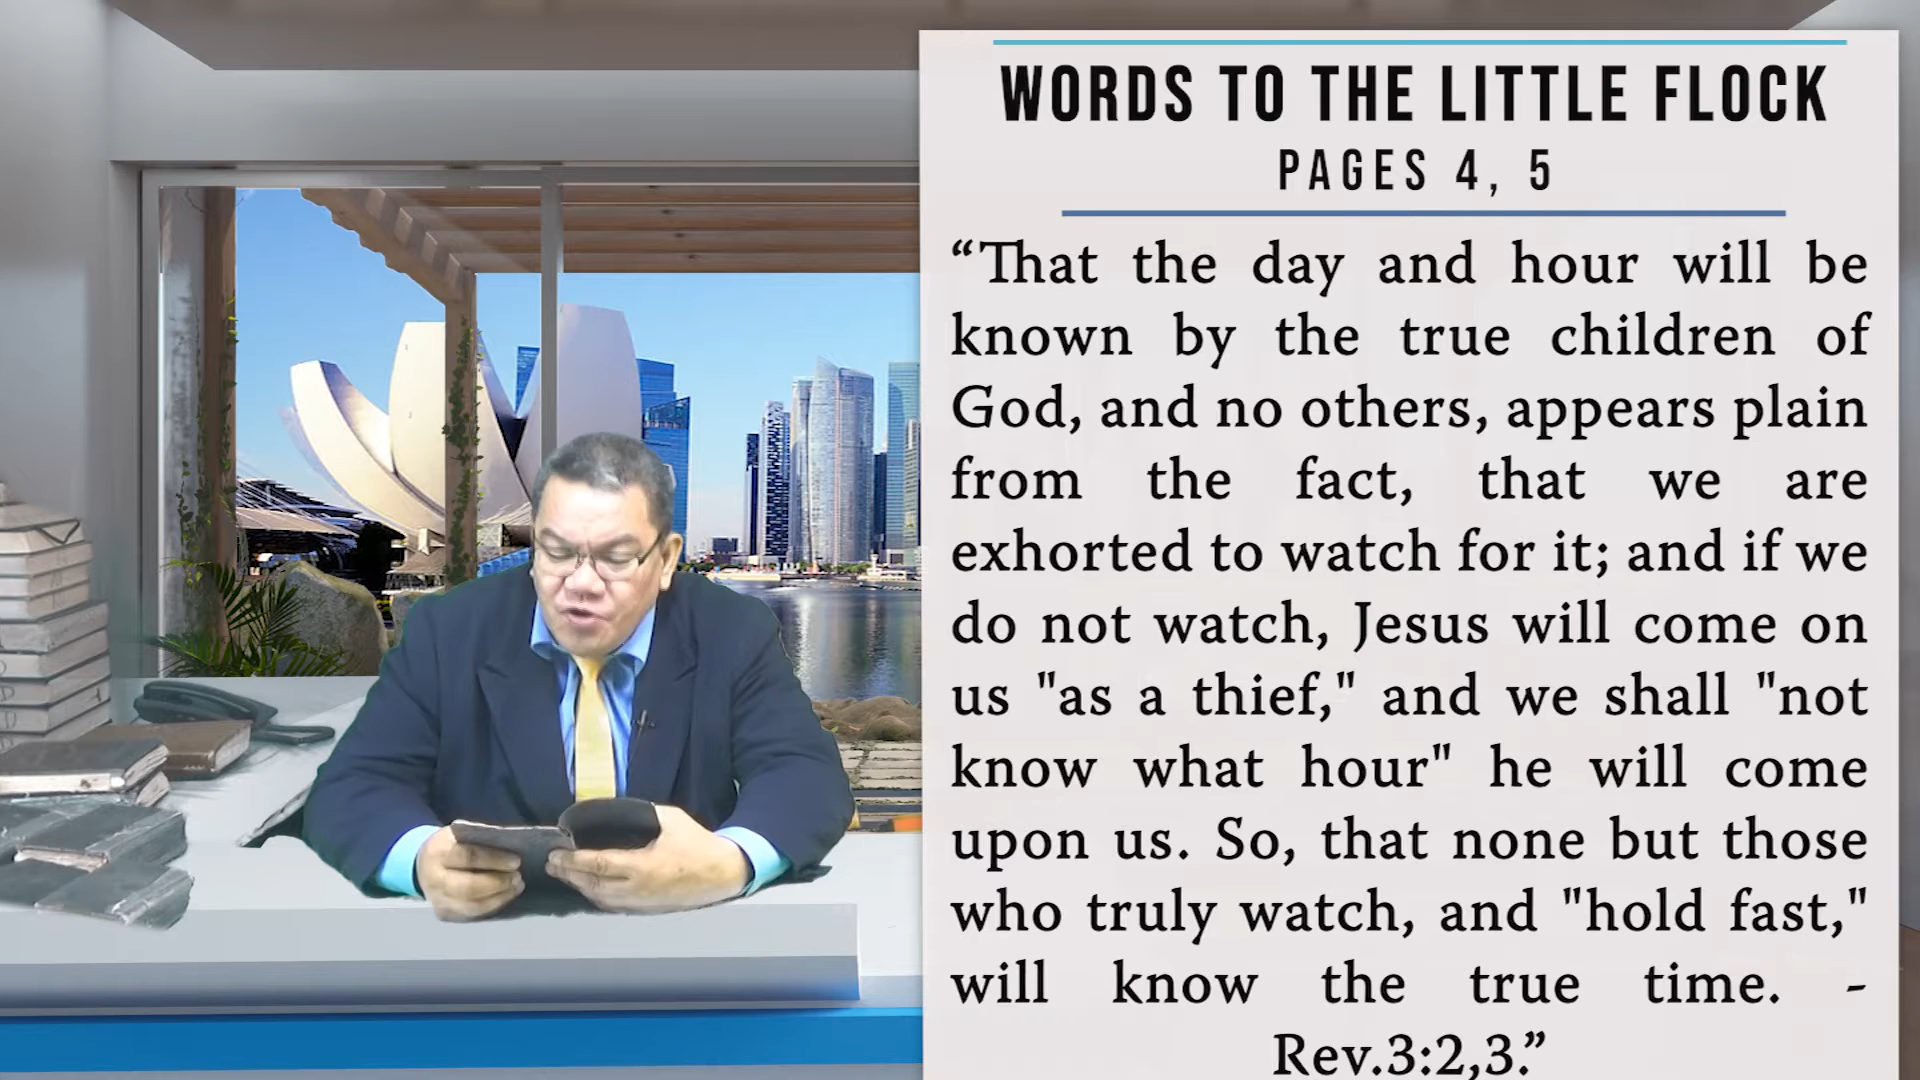 WORDS TO THE LITTLE FLOCK
PAGES 4, 5
“That the day and hour will be
known by the true children of
God, and no others, appears plain
from the fact, that we are
exhorted to watch for it; and if we
do not watch, Jesus will come on
us "as a thief," and we shall "not
know what hour" he will come
upon us. So, that none but those
who truly watch, and "hold fast,"
will know the true time. -
Rev.3:2,3.”